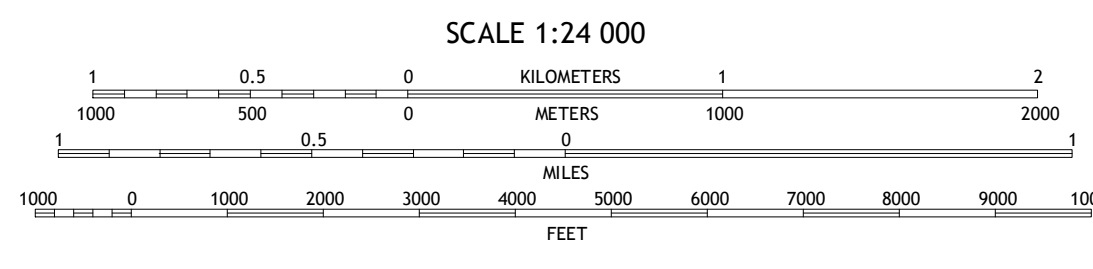 SCALE 1:24 000
1 0.5 0 KILOMETERS 1 2
1000 500 0 METERS 1000 2000
1 0.5 0 1
MILES
1000 0 1000 2000 3000 4000 5000 6000 7000 8000 9000
FEET